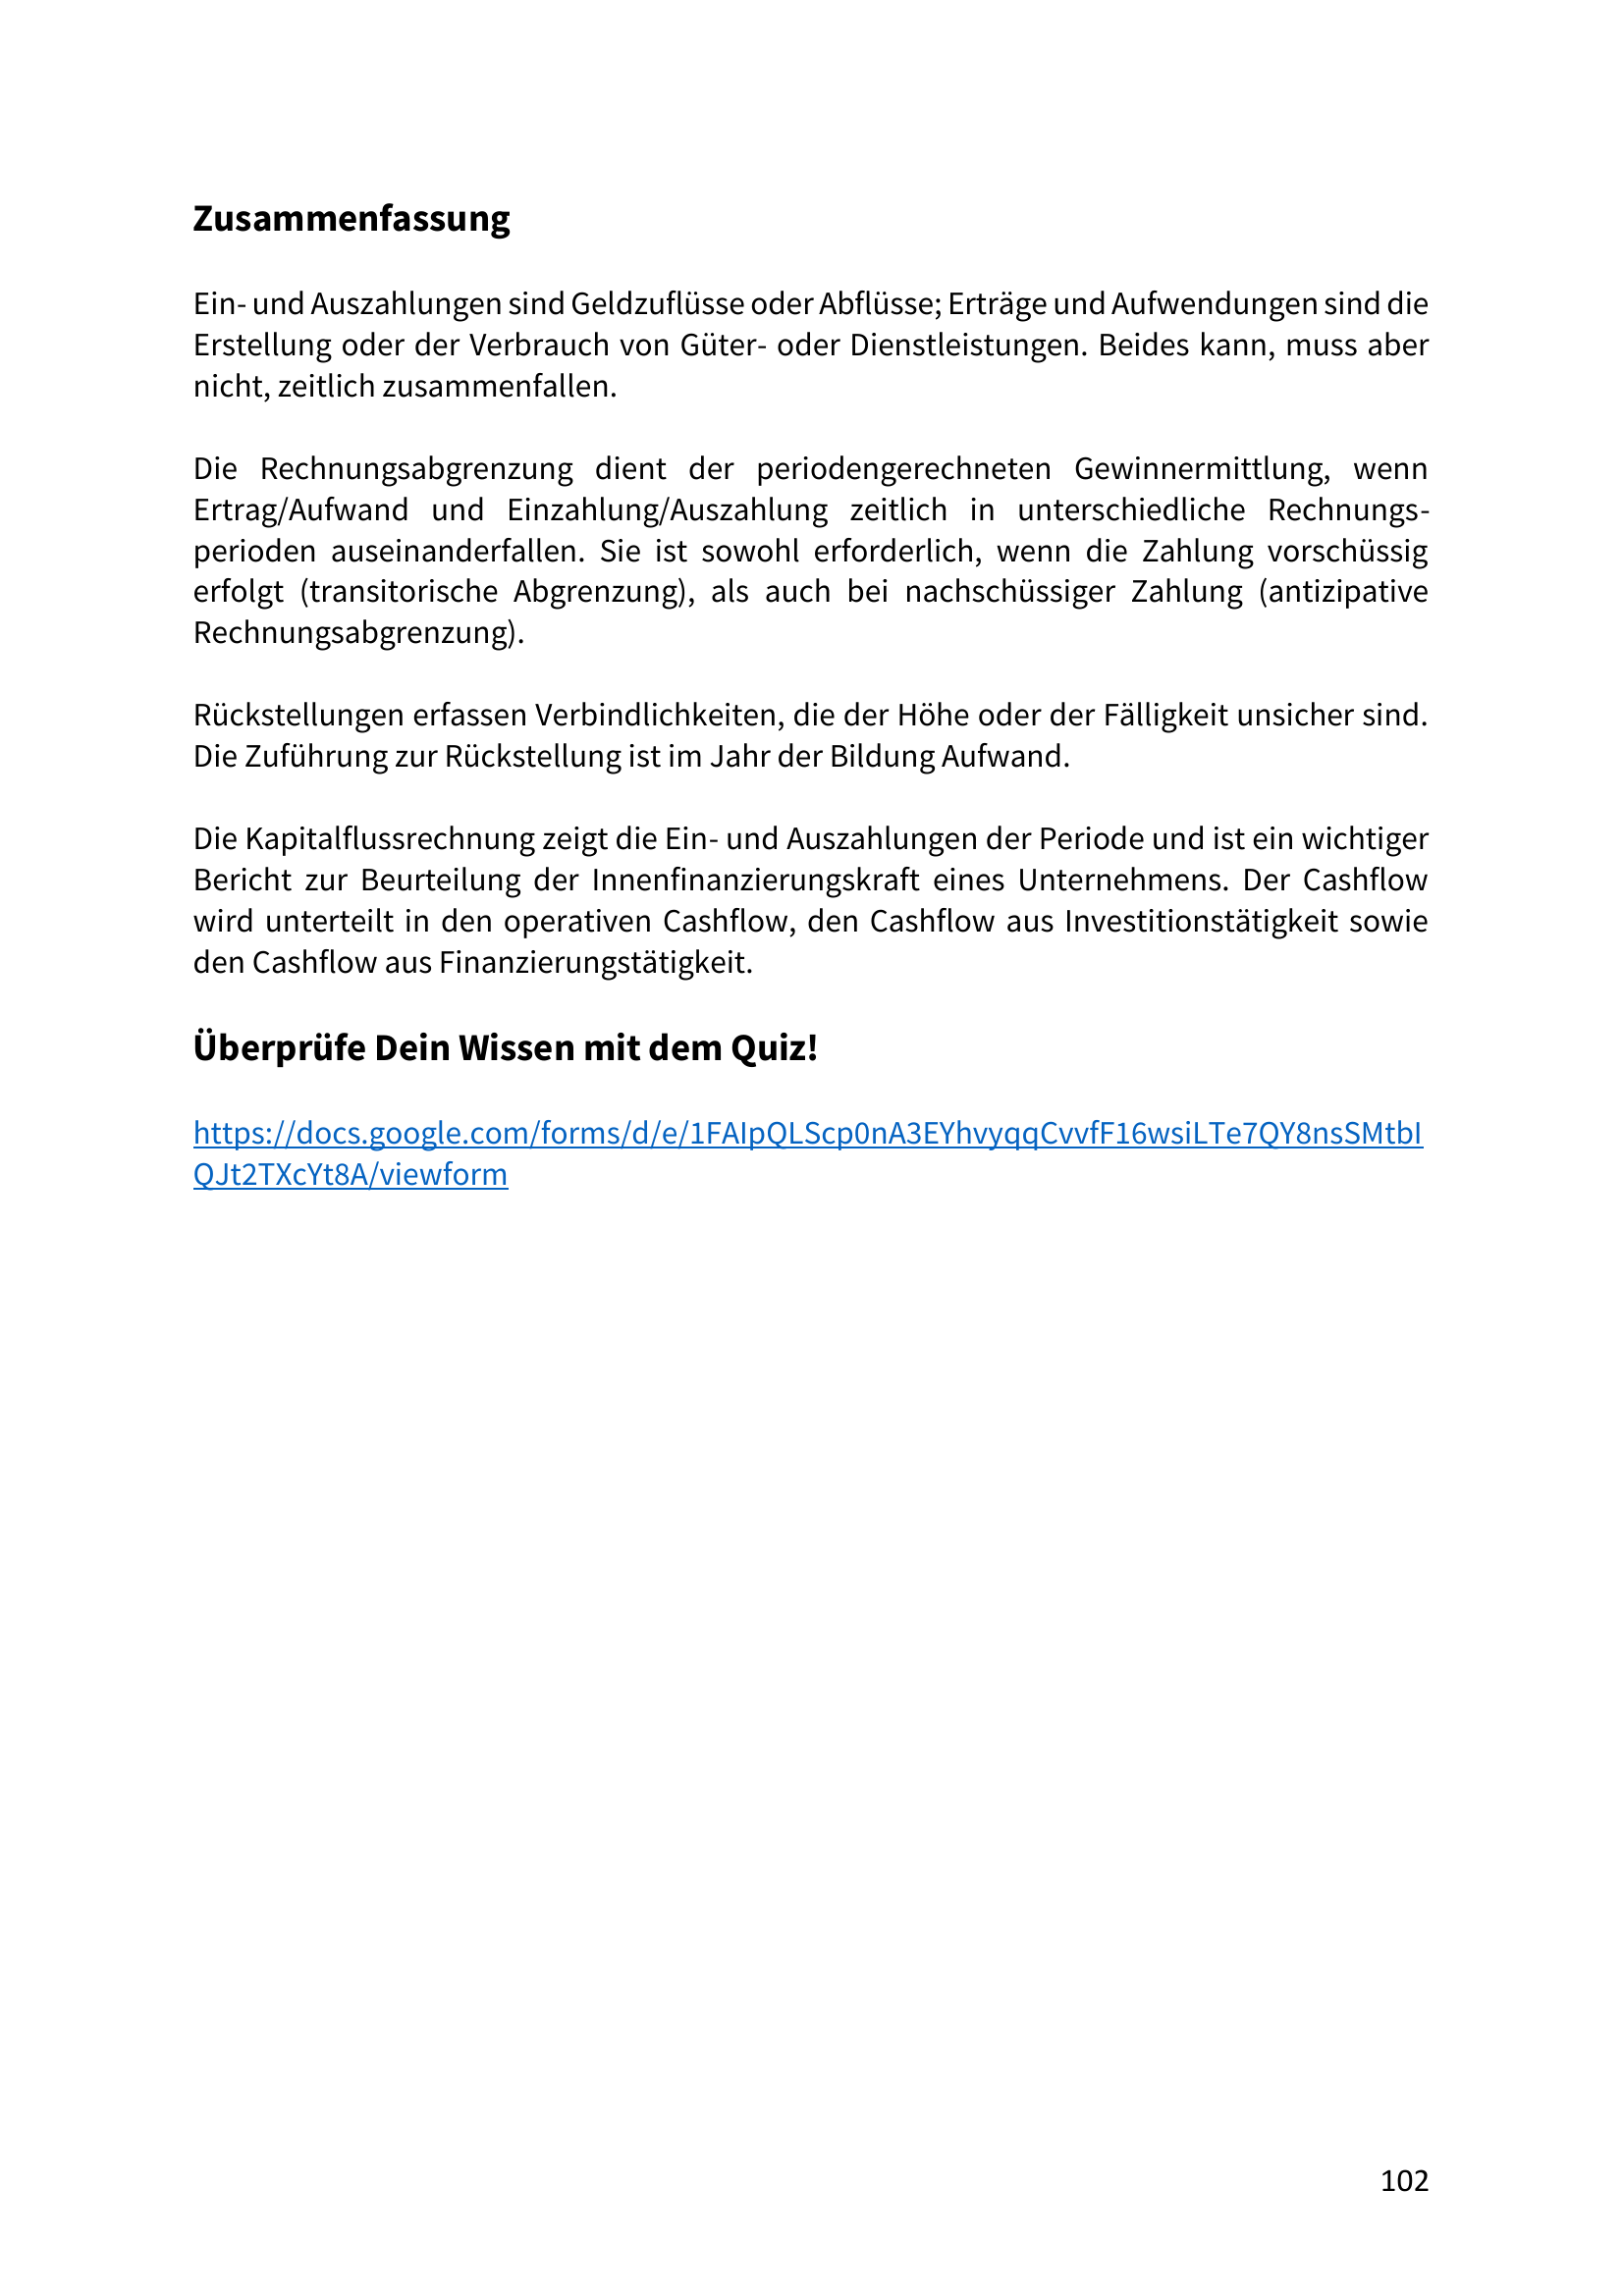 Zusammenfassung
Ein- und Auszahlungen sind Geldzuflüsse oder Abflüsse; Erträge und Aufwendungen sind die
Erstellung oder der Verbrauch von Güter- oder Dienstleistungen. Beides kann, muss aber
nicht, zeitlich zusammenfallen.
Die Rechnungsabgrenzung dient der periodengerechneten Gewinnermittlung, wenn
Ertrag/Aufwand und Einzahlung/Auszahlung zeitlich in unterschiedliche Rechnungs-
perioden auseinanderfallen. Sie ist sowohl erforderlich, wenn die Zahlung vorschüssig
erfolgt (transitorische Abgrenzung), als auch bei nachschüssiger Zahlung (antizipative
Rechnungsabgrenzung).
Rückstellungen erfassen Verbindlichkeiten, die der Höhe oder der Fälligkeit unsicher sind.
Die Zuführung zur Rückstellung ist im Jahr der Bildung Aufwand.
Die Kapitalflussrechnung zeigt die Ein- und Auszahlungen der Periode und ist ein wichtiger
Bericht zur Beurteilung der Innenfinanzierungskraft eines Unternehmens. Der Cashflow
wird unterteilt in den operativen Cashflow, den Cashflow aus Investitionstätigkeit sowie
den Cashflow aus Finanzierungstätigkeit.
Überprüfe Dein Wissen mit dem Quiz!
https://docs.google.com/forms/d/e/1FAIpQLScp0nA3EYhvyqqCvvfF16wsiLTe7QY8nsSMtbI
QJt2TXcYt8A/viewform
102